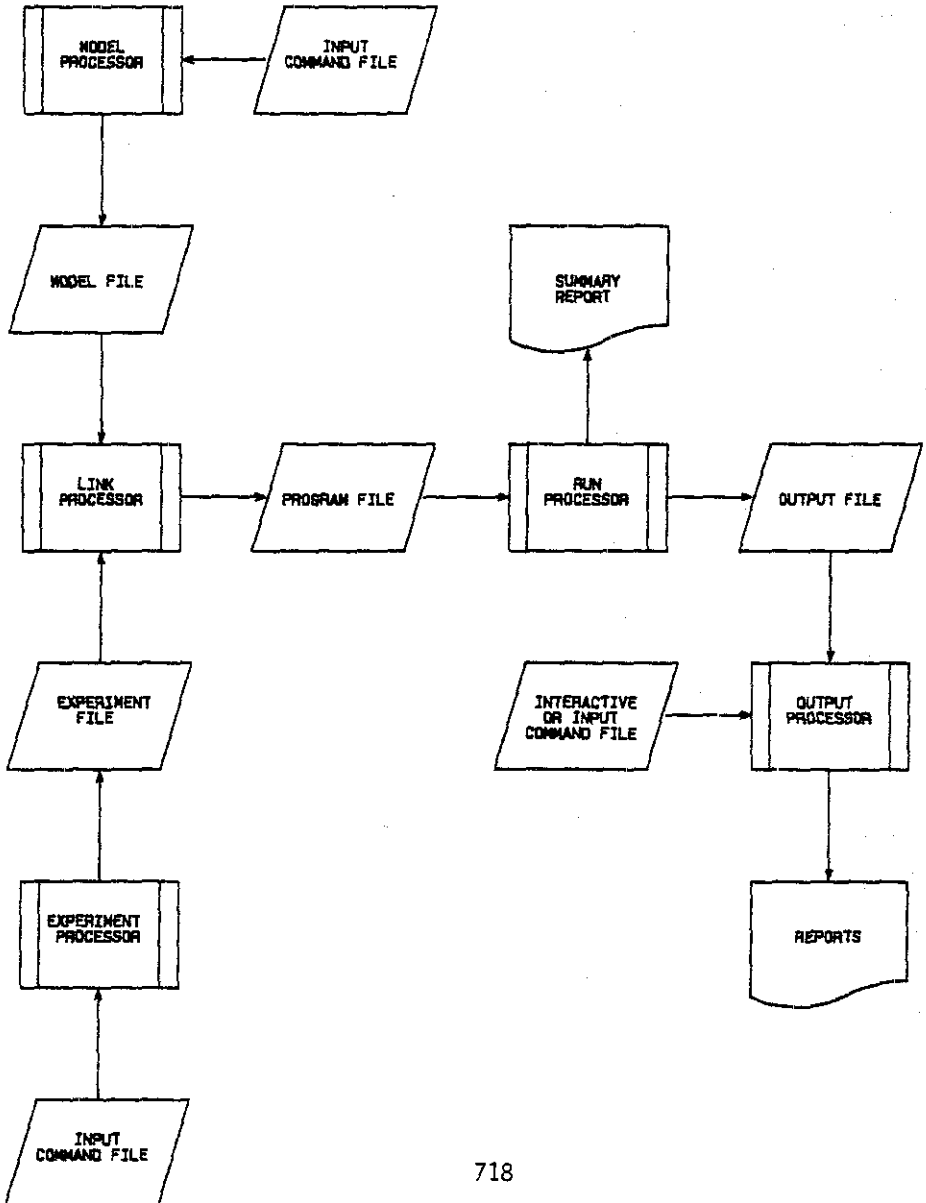 MODEL
PROCESSOR
INPUT
COMMAND FILE
MODEL FILE
SUMMARY
REPORT
LINK
PROCESSOR
PROGRAM FILE
RUN
PROCESSOR
OUTPUT FILE
EXPERIMENT
FILE
INTERACTIVE
OR INPUT
COMMAND FILE
OUTPUT
PROCESSOR
EXPERIMENT
PROCESSOR
REPORTS
INPUT
COMMAND FILE
718